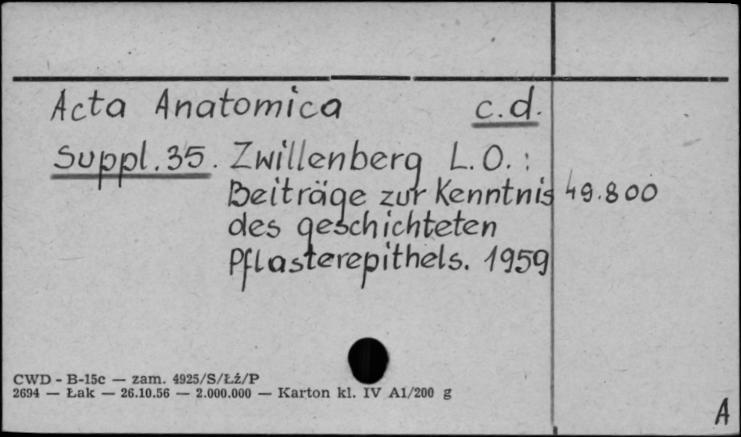 Acta Anatomica c.d.
Suppl. 35. Zwillenberg L.O.:
Beiträge zur Kenntnis 49.800
des geschichteten
Pflasterepithels. 1959
CWD - B-15c — zam. 4925/S/Łź/P
2694 — Łak — 26.10.56 — 2.000.000 — Karton kl. IV A1/200 g
A